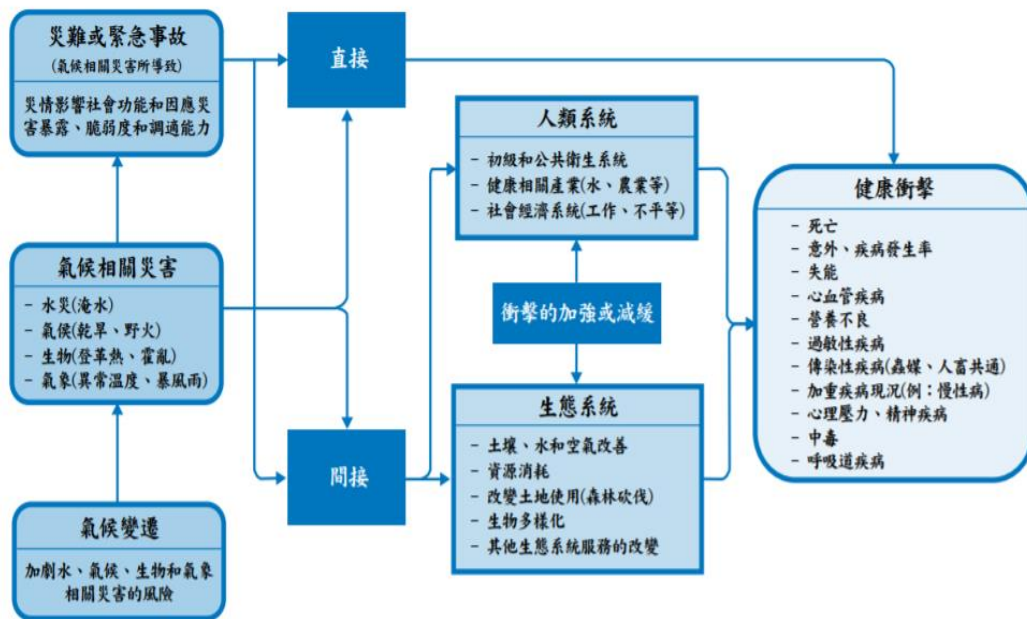 災難或緊急事故
(氣候相關災害所導致)
災情影響社會功能和因應災
害暴露、脆弱度和調適能力
氣候相關災害
- 水災(淹水)
- 氣候(乾旱、野火)
- 生物(登革熱、霍亂)
- 氣象(異常溫度、暴風雨)
氣候變遷
加劇水、氣候、生物和氣象
相關災害的風險
直接
間接
人類系統
- 初級和公共衛生系統
- 健康相關產業(水、農業等)
- 社會經濟系統(工作、不平等)
衝擊的加強或減緩
生態系統
- 土壤、水和空氣改善
- 資源消耗
- 改變土地使用(森林砍伐)
- 生物多樣化
- 其他生態系統服務的改變
健康衝擊
- 死亡
- 意外、疾病發生率
- 失能
- 心血管疾病
- 營養不良
- 過敏性疾病
- 傳染性疾病(蟲媒、人畜共通)
- 加重疾病現況(例：慢性病)
- 心理壓力、精神疾病
- 中毒
- 呼吸道疾病